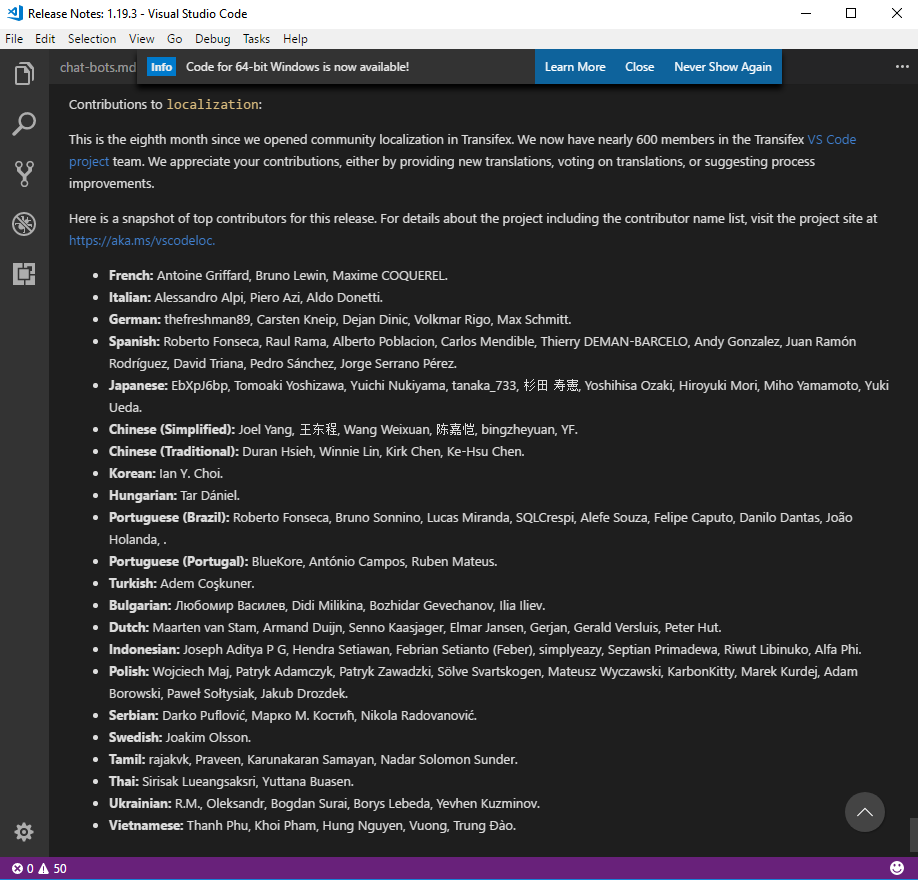 Release Notes: 1.19.3 - Visual Studio Code
File Edit Selection View Go Debug Tasks Help
chat-bots.md
Info Code for 64-bit Windows is now available! Learn More Close Never Show Again
Contributions to localization:
This is the eighth month since we opened community localization in Transifex. We now have nearly 600 members in the Transifex VS Code
project team. We appreciate your contributions, either by providing new translations, voting on translations, or suggesting process
improvements.
Here is a snapshot of top contributors for this release. For details about the project including the contributor name list, visit the project site at
https://aka.ms/vscodeloc.
• French: Antoine Griffard, Bruno Lewin, Maxime COQUEREL.
• Italian: Alessandro Alpi, Piero Azi, Aldo Donetti.
• German: thefreshman89, Carsten Kneip, Dejan Dinic, Volkmar Rigo, Max Schmitt.
• Spanish: Roberto Fonseca, Raul Rama, Alberto Poblacion, Carlos Mendible, Thierry DEMAN-BARCELO, Andy Gonzalez, Juan Ramón
Rodríguez, David Triana, Pedro Sánchez, Jorge Serrano Pérez.
• Japanese: EbXpJ6bp, Tomoaki Yoshizawa, Yuichi Nukiyama, tanaka_733, 杉田 寿憲, Yoshihisa Ozaki, Hiroyuki Mori, Miho Yamamoto, Yuki
Ueda.
• Chinese (Simplified): Joel Yang, 王东程, Wang Weixuan, 陈嘉恺, bingzheyuan, YF.
• Chinese (Traditional): Duran Hsieh, Winnie Lin, Kirk Chen, Ke-Hsu Chen.
• Korean: Ian Y. Choi.
• Hungarian: Tar Dániel.
• Portuguese (Brazil): Roberto Fonseca, Bruno Sonnino, Lucas Miranda, SQLCrespi, Alefe Souza, Felipe Caputo, Danilo Dantas, João
Holanda, .
• Portuguese (Portugal): BlueKore, António Campos, Ruben Mateus.
• Turkish: Adem Coşkuner.
• Bulgarian: Любомир Василев, Didi Milikina, Bozhidar Gevechanov, Ilia Iliev.
• Dutch: Maarten van Stam, Armand Duijn, Senno Kaasjager, Elmar Jansen, Gerjan, Gerald Versluis, Peter Hut.
• Indonesian: Joseph Aditya P G, Hendra Setiawan, Febrian Setianto (Feber), simplyeazy, Septian Primadewa, Riwut Libinuko, Alfa Phi.
• Polish: Wojciech Maj, Patryk Adamczyk, Patryk Zawadzki, Sölve Svartskogen, Mateusz Wyczawski, KarbonKitty, Marek Kurdej, Adam
Borowski, Paweł Sołtysiak, Jakub Drozdek.
• Serbian: Darko Puflović, Марко М. Костић, Nikola Radovanović.
• Swedish: Joakim Olsson.
• Tamil: rajakvk, Praveen, Karunakaran Samayan, Nadar Solomon Sunder.
• Thai: Sirisak Lueangsaksri, Yuttana Buasen.
• Ukrainian: R.M., Oleksandr, Bogdan Surai, Borys Lebeda, Yevhen Kuzminov.
• Vietnamese: Thanh Phu, Khoi Pham, Hung Nguyen, Vuong, Trung Đào.
0 50